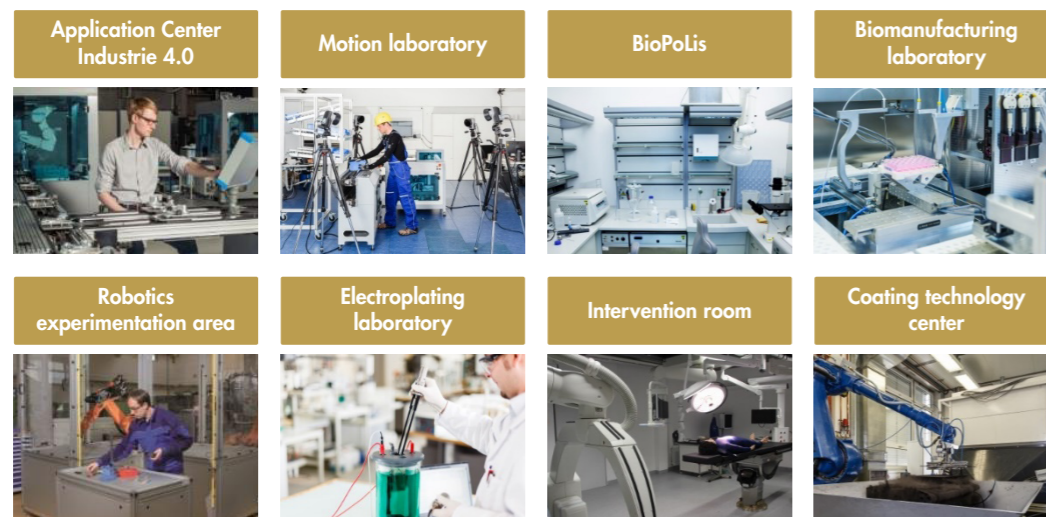 Application Center
Industrie 4.0
Motion laboratory
BioPoLis
Biomanufacturing
laboratory
Robotics
experimentation area
Electroplating
laboratory
Intervention room
Coating technology
center